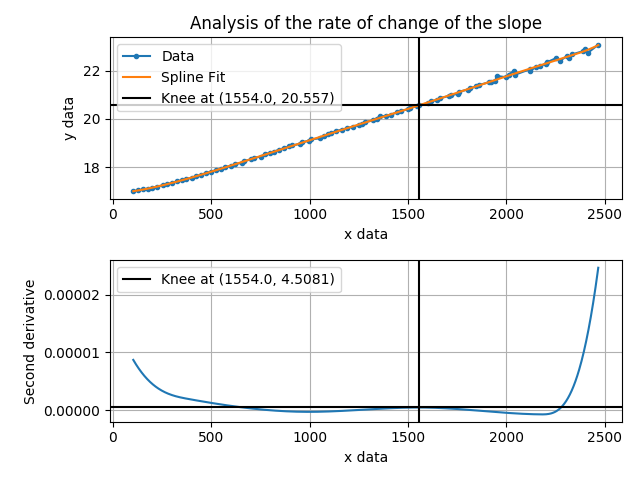 Analysis of the rate of change of the slope
Data
Spline Fit
Knee at (1554.0, 20.557)
y data
22
20
18
0
500
1000
1500
2000
2500
x data
Knee at (1554.0, 4.5081)
Second derivative
0.00002
0.00001
0.00000
0
500
1000
1500
2000
2500
x data